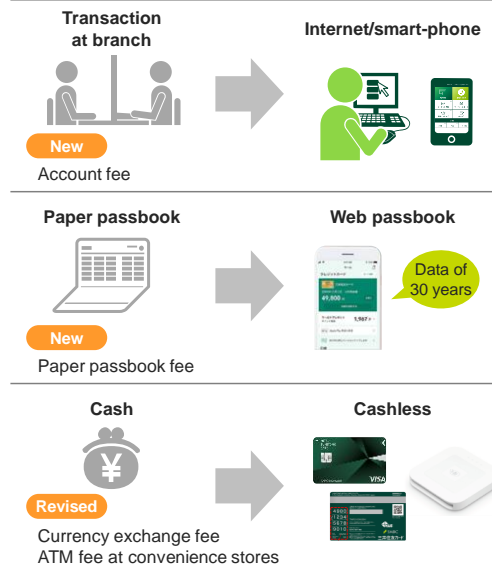 Transaction
at branch
Internet/smart-phone
New
Account fee
Paper passbook
Web passbook
Data of
30 years
New
Paper passbook fee
Cash
Cashless
¥
VISA
Revised
Currency exchange fee
ATM fee at convenience stores